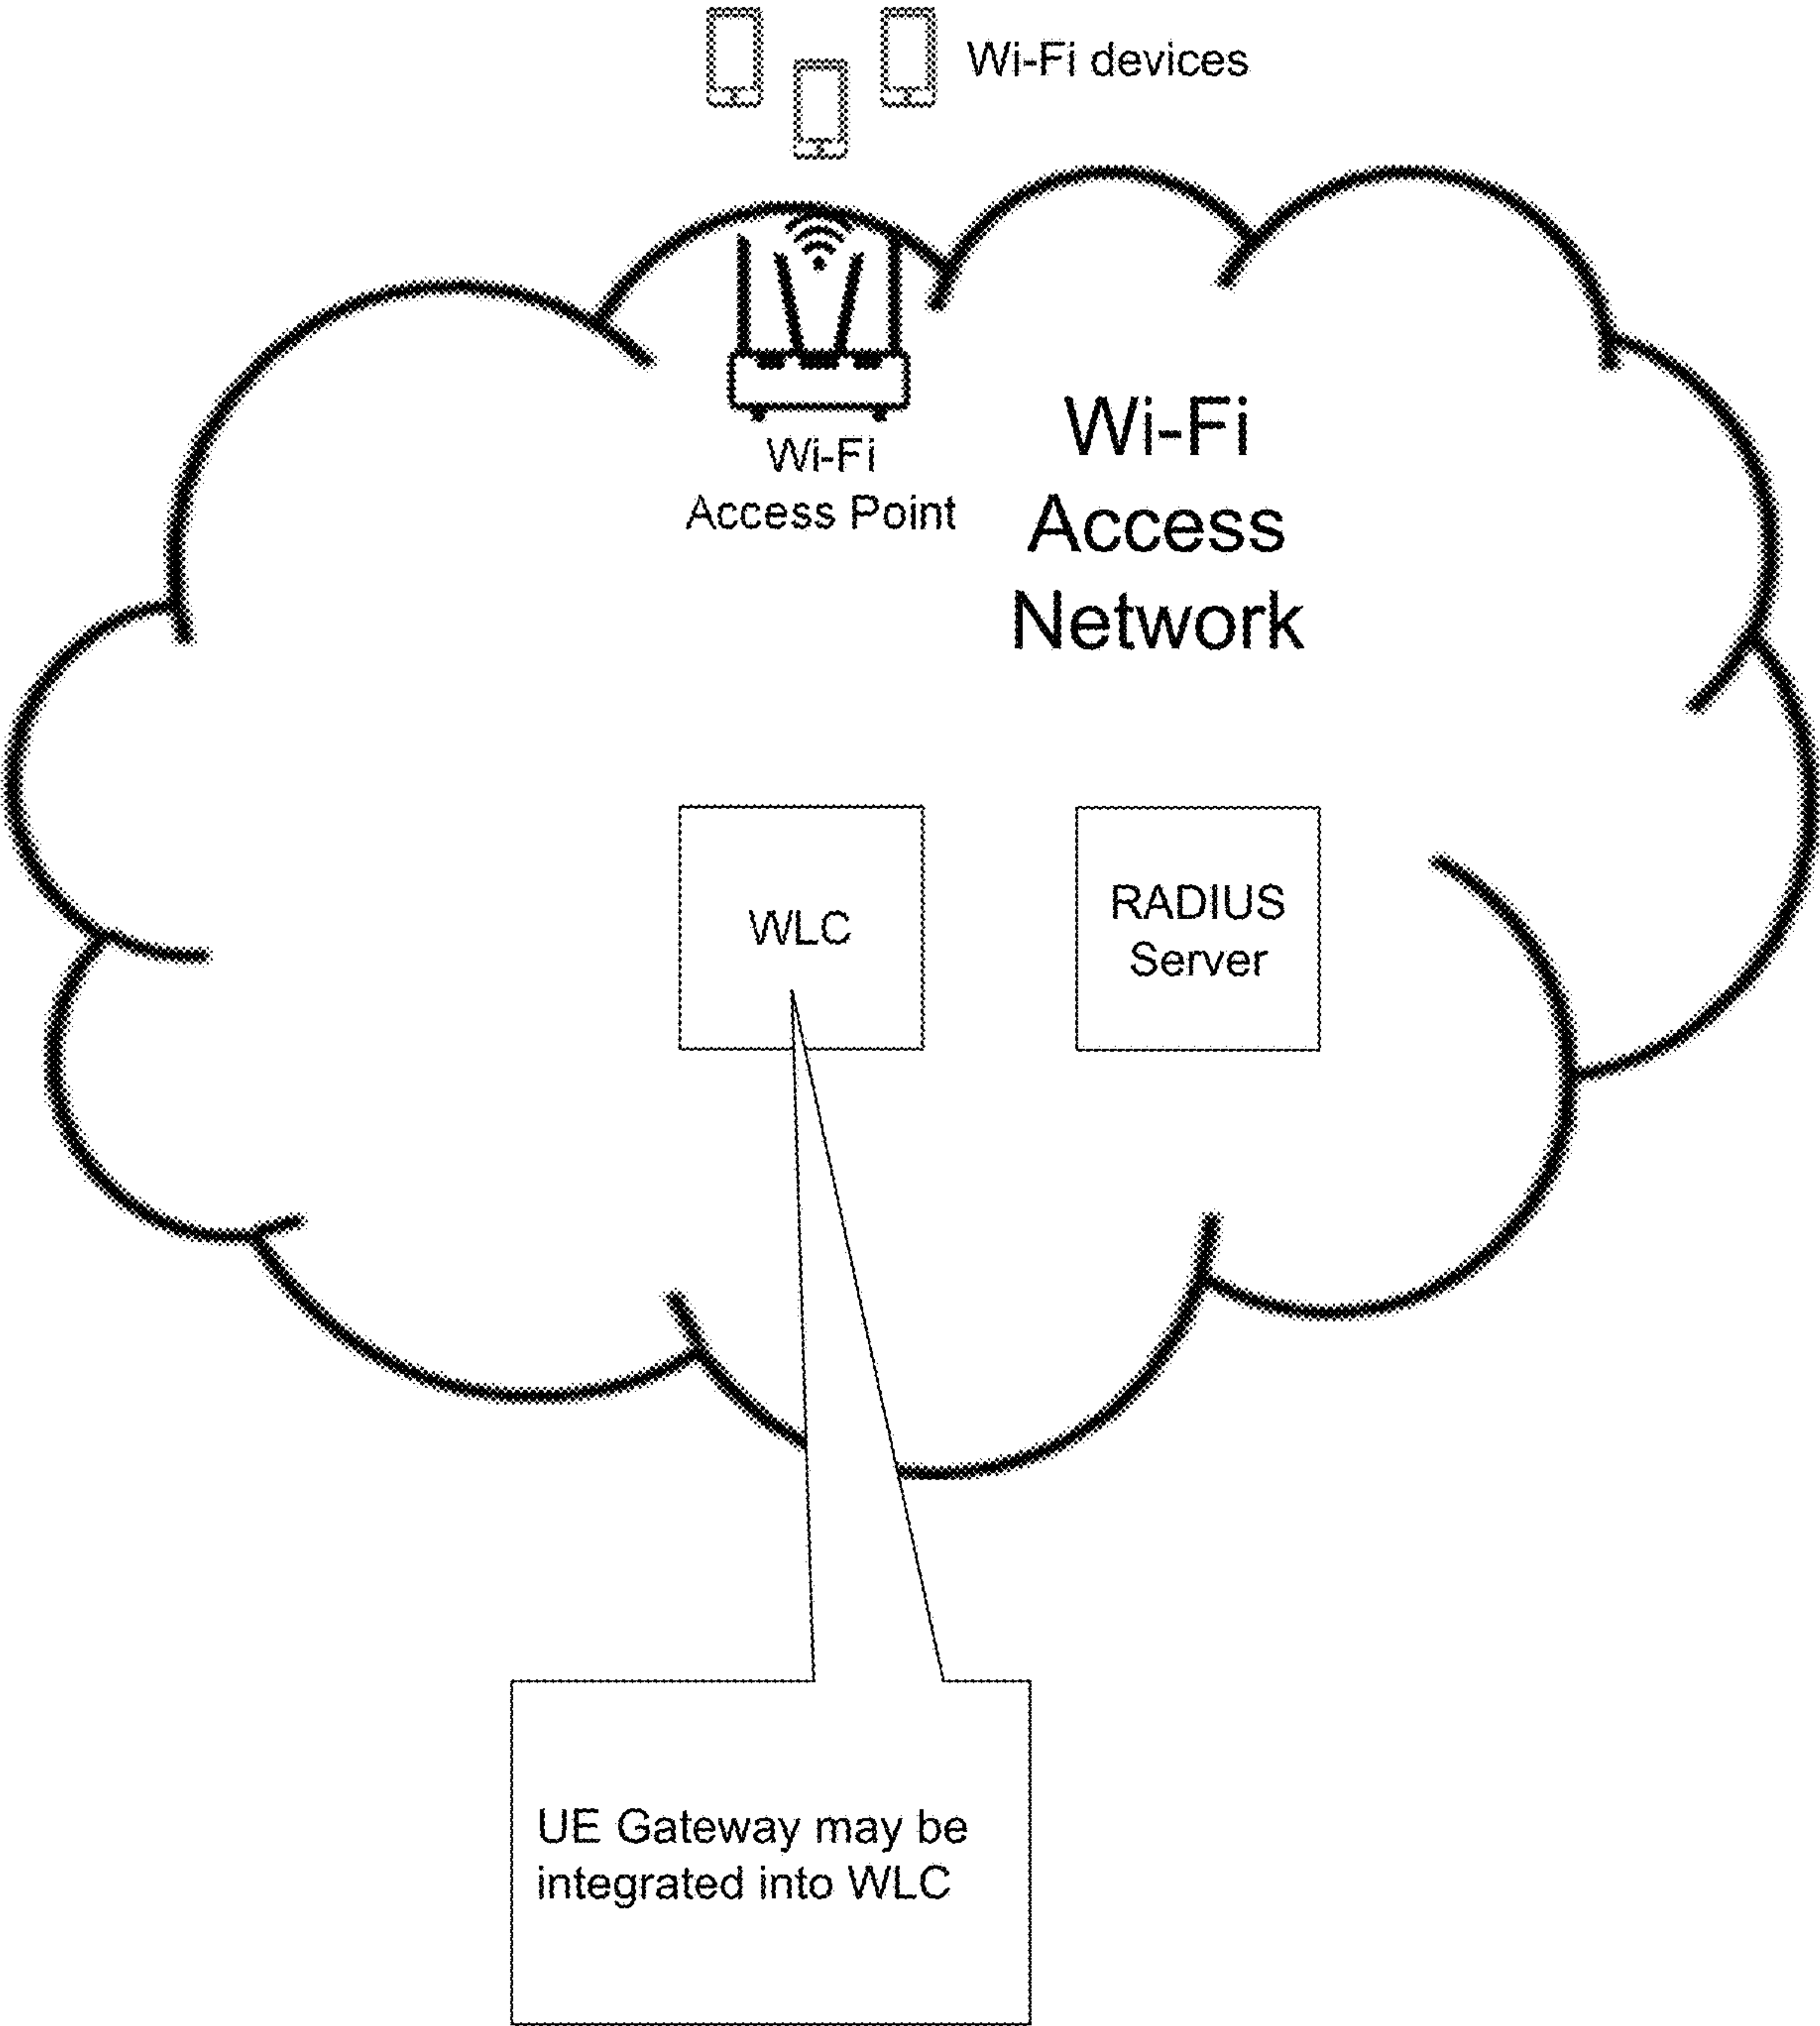 Wi-Fi devices
Wi-Fi
Access Point
Wi-Fi
Access
Network
WLC
RADIUS
Server
UE Gateway may be
integrated into WLC